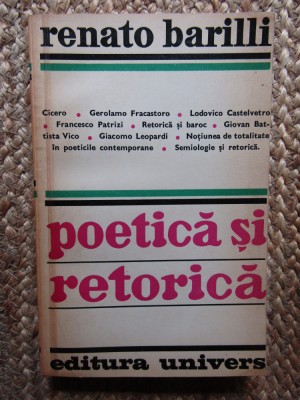 renato barilli
Cicero • Gerolamo Fracastoro • Lodovico Castelvetro
• Francesco Patrizi • Retorică și baroc • Giovan Bat-
tista Vico • Giacomo Leopardi • Noțiunea de totalitate
în poeticile contemporane • Semiologie și retorică.
poetică și
retorică
editura univers